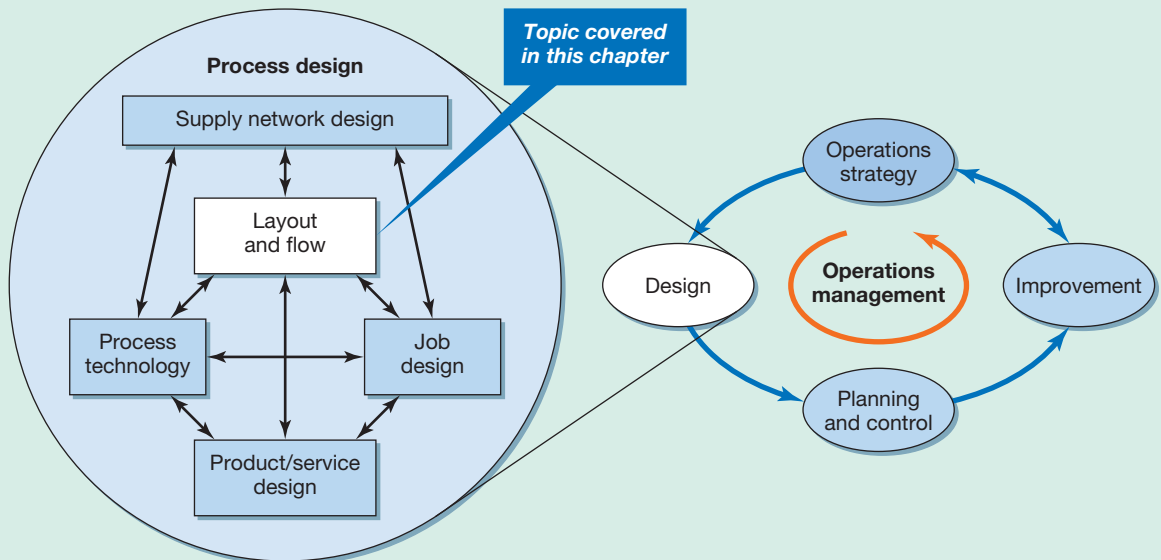 Topic covered
in this chapter
Process design
Supply network design
Layout
and flow
Process
technology
Job
design
Product/service
design
Operations
strategy
Design
Operations
management
Improvement
Planning
and control